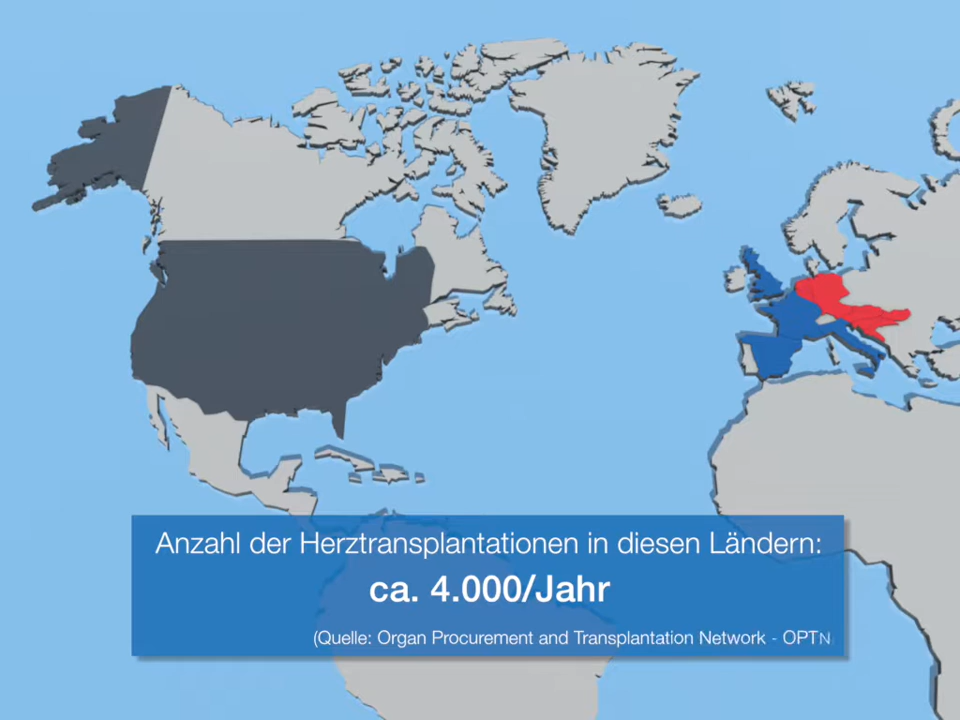 Anzahl der Herztransplantationen in diesen Ländern:
ca. 4.000/Jahr
(Quelle: Organ Procurement and Transplantation Network - OPTN